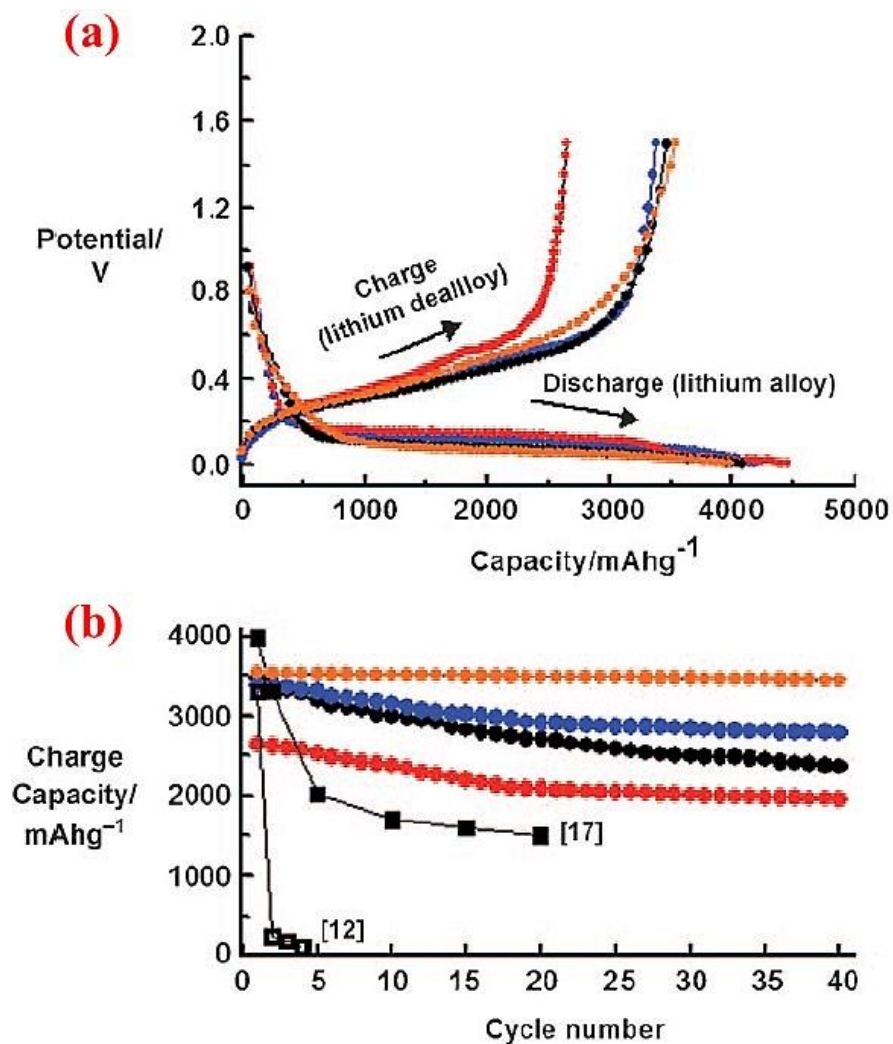 (a)
2.0
1.6
1.2
0.8
0.4
0.0
Potential/
V
Charge
(lithium deallloy)
Discharge (lithium alloy)
0 1000 2000 3000 4000 5000
Capacity/mAhg⁻¹
(b)
4000
3000
2000
1000
0
Charge
Capacity/
mAhg⁻¹
[17]
[12]
0 5 10 15 20 25 30 35 40
Cycle number